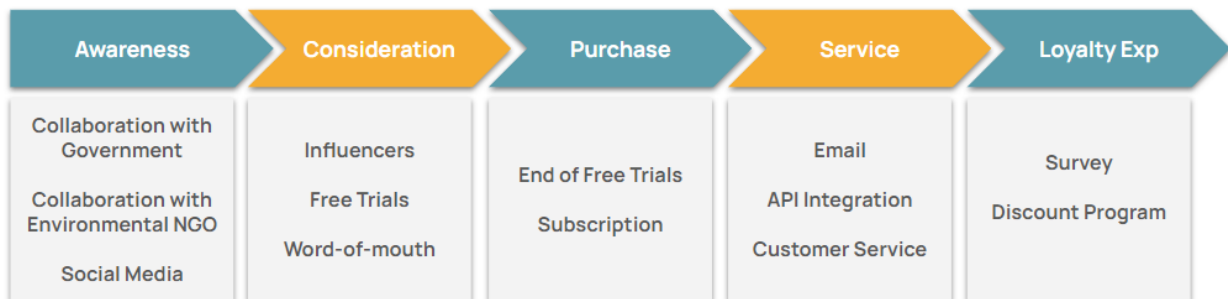 Awareness
Consideration
Purchase
Service
Loyalty Exp
Collaboration with
Government
Collaboration with
Environmental NGO
Social Media
Influencers
Free Trials
Word-of-mouth
End of Free Trials
Subscription
Email
API Integration
Customer Service
Survey
Discount Program